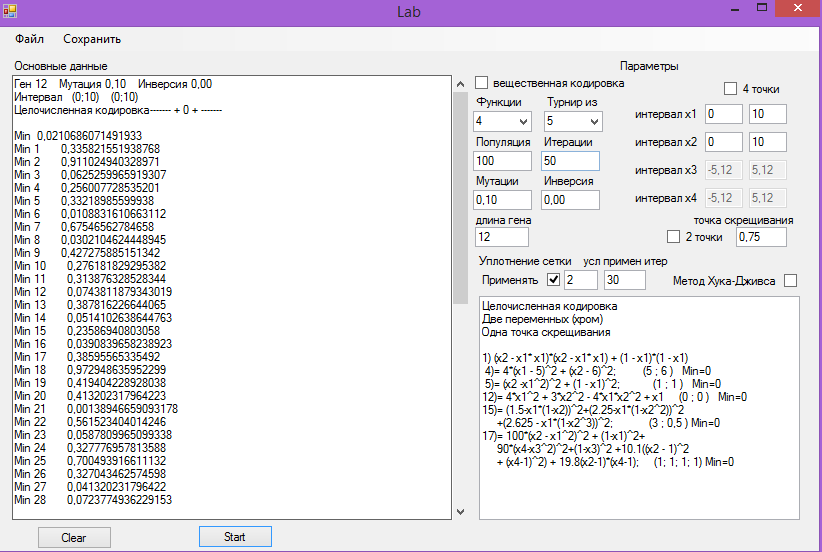 Lab
Файл Сохранить
Основные данные
Ген 12 Мутация 0,10 Инверсия 0,00
Интервал (0;10) (0;10)
Целочисленная кодировка------- + 0 + -------
Min 0,0210686071491933
Min 1 0,335821551938768
Min 2 0,911024940328971
Min 3 0,0625259965919307
Min 4 0,256007728535201
Min 5 0,33218985599938
Min 6 0,0108831610663112
Min 7 0,67546562784658
Min 8 0,0302104624448945
Min 9 0,427275885151342
Min 10 0,276181829295382
Min 11 0,313876328528344
Min 12 0,0743811879343019
Min 13 0,387816226644065
Min 14 0,0514102638644763
Min 15 0,23586940803058
Min 16 0,0390839658238923
Min 17 0,38595565335492
Min 18 0,972948635952299
Min 19 0,419404228928038
Min 20 0,413202317964223
Min 21 0,00138946659093178
Min 22 0,561523404014246
Min 23 0,0587809965099338
Min 24 0,327776957813588
Min 25 0,700493916611132
Min 26 0,327043462574598
Min 27 0,041320231796422
Min 28 0,0723774936229153
Clear Start
Параметры
вещественная кодировка
4 точки
Функции Турнир из
4 5
интервал x1 0 10
Популяция Итерации
100 50
интервал x2 0 10
Мутации Инверсия
0,10 0,00
интервал x3 -5,12 5,12
интервал x4 -5,12 5,12
длина гена точка скрещивания
12 2 точки 0,75
Уплотнение сетки усл примен итер
Применять 2 30 Метод Хука-Дживса
Целочисленная кодировка
Две переменных (хром)
Одна точка скрещивания
1) (x2 - x1* x1)*(x2 - x1* x1) + (1 - x1)*(1 - x1)
4)= 4*(x1 - 5)^2 + (x2 - 6)^2; (5 ; 6 ) Min=0
5)= (x2 -x1^2)^2 + (1 - x1)^2; (1 ; 1 ) Min=0
12)= 4*x1^2 + 3*x2^2 - 4*x1*x2^2 + x1 (0 ; 0 ) Min=0
15)= (1.5-x1*(1-x2))^2+(2.25-x1*(1-x2^2))^2
+(2.625 - x1*(1-x2^3))^2; (3 ; 0,5 ) Min=0
17)= 100*(x2 - x1^2)^2 + (1-x1)^2+
90*(x4-x3^2)^2+(1-x3)^2 +10.1((x2 - 1)^2
+ (x4-1)^2) + 19.8(x2-1)*(x4-1); (1; 1; 1; 1) Min=0